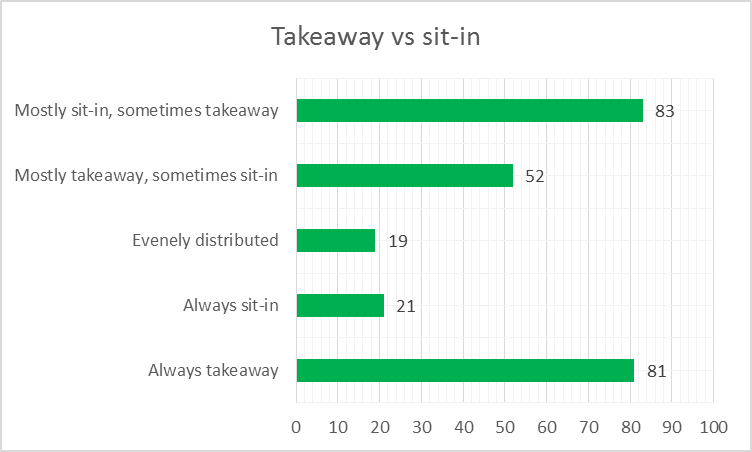 Takeaway vs sit-in
Mostly sit-in, sometimes takeaway 83
Mostly takeaway, sometimes sit-in 52
Evenely distributed 19
Always sit-in 21
Always takeaway 81
0 10 20 30 40 50 60 70 80 90 100